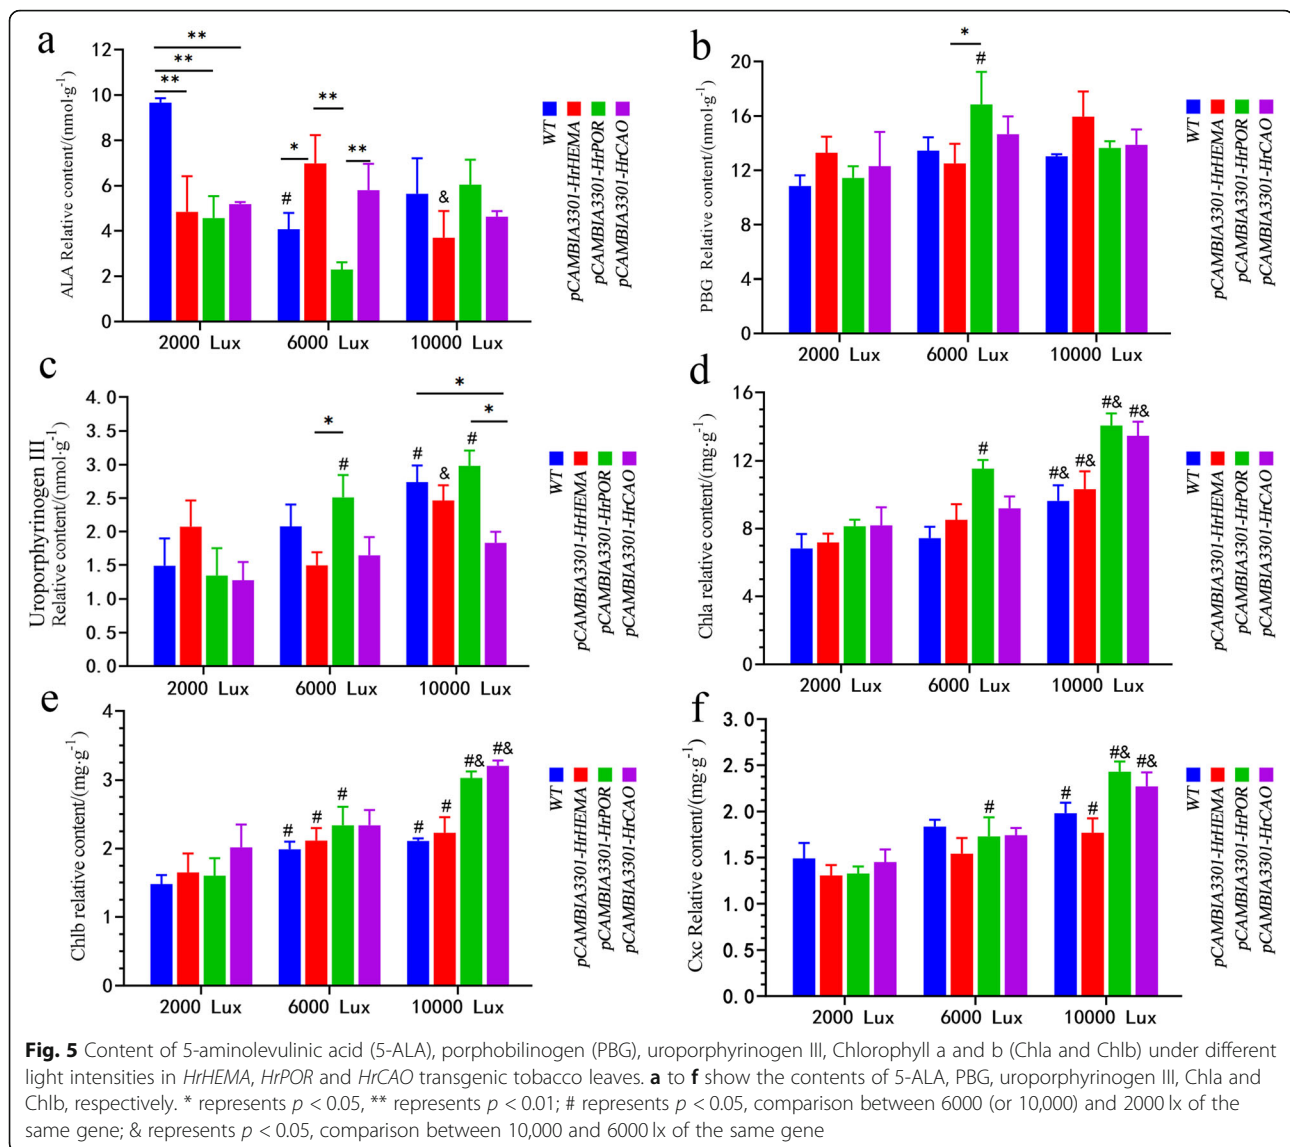 a
ALA Relative content/(nmol·g⁻¹)
12
10
8
6
4
2
0
**
**
**
#
*
**
**
&
2000 Lux
6000 Lux
10000 Lux
WT
pCAMBIA3301-HrHEMA
pCAMBIA3301-HrPOR
pCAMBIA3301-HrCAO
b
PBG Relative content/(nmol·g⁻¹)
20
16
12
8
4
0
*
#
2000 Lux
6000 Lux
10000 Lux
WT
pCAMBIA3301-HrHEMA
pCAMBIA3301-HrPOR
pCAMBIA3301-HrCAO
c
Uroporphyrinogen III
Relative content/(nmol·g⁻¹)
4.0
3.5
3.0
2.5
2.0
1.5
1.0
0.5
0.0
*
#
#
&
#
*
*
2000 Lux
6000 Lux
10000 Lux
WT
pCAMBIA3301-HrHEMA
pCAMBIA3301-HrPOR
pCAMBIA3301-HrCAO
d
Chla relative content/(mg·g⁻¹)
16
12
8
4
0
#
#&
#&
#&
#&
2000 Lux
6000 Lux
10000 Lux
WT
pCAMBIA3301-HrHEMA
pCAMBIA3301-HrPOR
pCAMBIA3301-HrCAO
e
Chlb relative content/(mg·g⁻¹)
4
3
2
1
0
#
#
#
#
#
#&
#&
2000 Lux
6000 Lux
10000 Lux
WT
pCAMBIA3301-HrHEMA
pCAMBIA3301-HrPOR
pCAMBIA3301-HrCAO
f
Cxc Relative content/(mg·g⁻¹)
3.0
2.5
2.0
1.5
1.0
0.5
0.0
#
#
#
#&
#&
2000 Lux
6000 Lux
10000 Lux
WT
pCAMBIA3301-HrHEMA
pCAMBIA3301-HrPOR
pCAMBIA3301-HrCAO
Fig. 5 Content of 5-aminolevulinic acid (5-ALA), porphobilinogen (PBG), uroporphyrinogen III, Chlorophyll a and b (Chla and Chlb) under different
light intensities in HrHEMA, HrPOR and HrCAO transgenic tobacco leaves. a to f show the contents of 5-ALA, PBG, uroporphyrinogen III, Chla and
Chlb, respectively. * represents p < 0.05, ** represents p < 0.01; # represents p < 0.05, comparison between 6000 (or 10,000) and 2000 lx of the
same gene; & represents p < 0.05, comparison between 10,000 and 6000 lx of the same gene